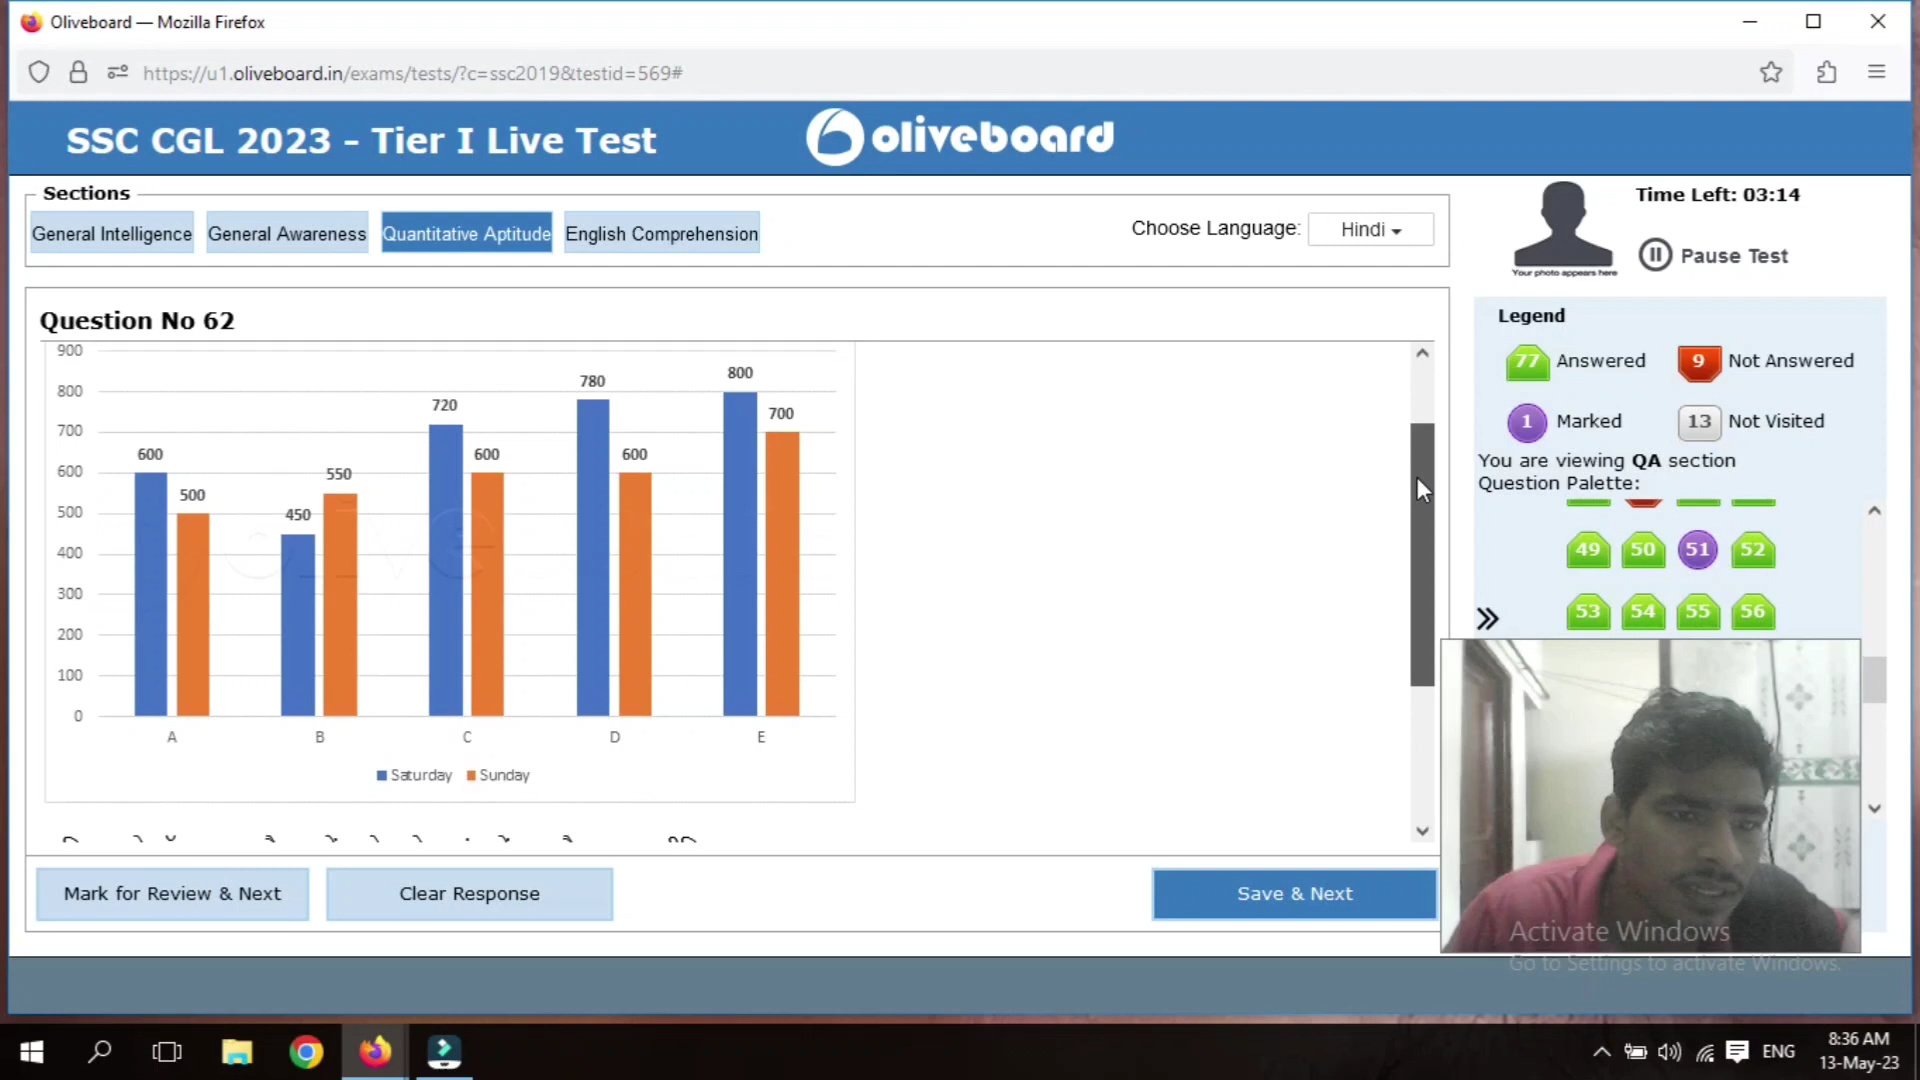 Oliveboard — Mozilla Firefox
https://u1.oliveboard.in/exams/tests/?c=ssc2019&testid=569#
SSC CGL 2023 - Tier I Live Test
oliveboard
Sections
General Intelligence
General Awareness
Quantitative Aptitude
English Comprehension
Choose Language:
Hindi
Your photo appears here
Time Left: 03:14
Pause Test
Question No 62
900
800
700
600
500
400
300
200
100
0
600
500
450
550
720
600
780
600
800
700
A
B
C
D
E
Saturday
Sunday
Legend
77 Answered
9 Not Answered
1 Marked
13 Not Visited
You are viewing QA section
Question Palette:
49 50 51 52
53 54 55 56
Mark for Review & Next
Clear Response
Save & Next
Activate Windows
Go to Settings to activate Windows.
ENG
8:36 AM
13-May-23